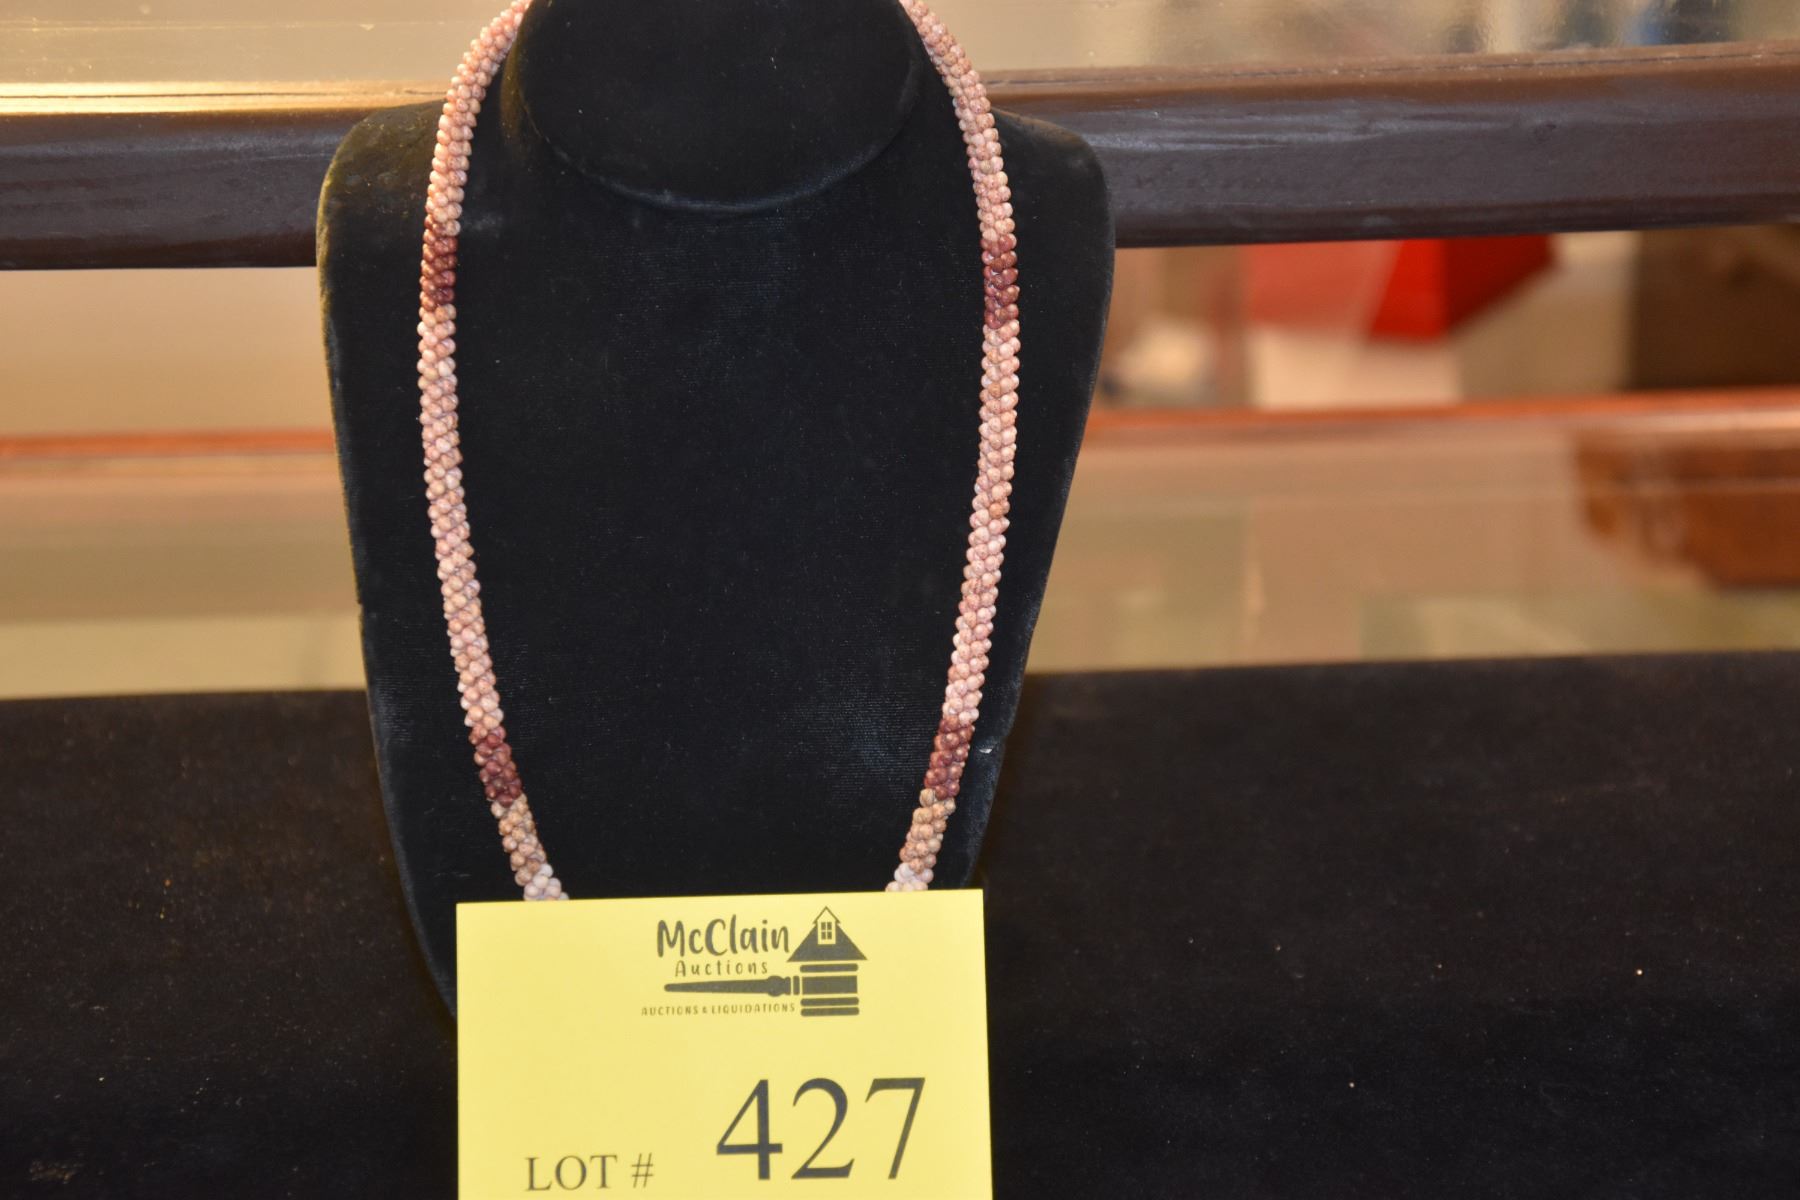 McClain
Auctions
AUCTIONS & LIQUIDATIONS
LOT # 427